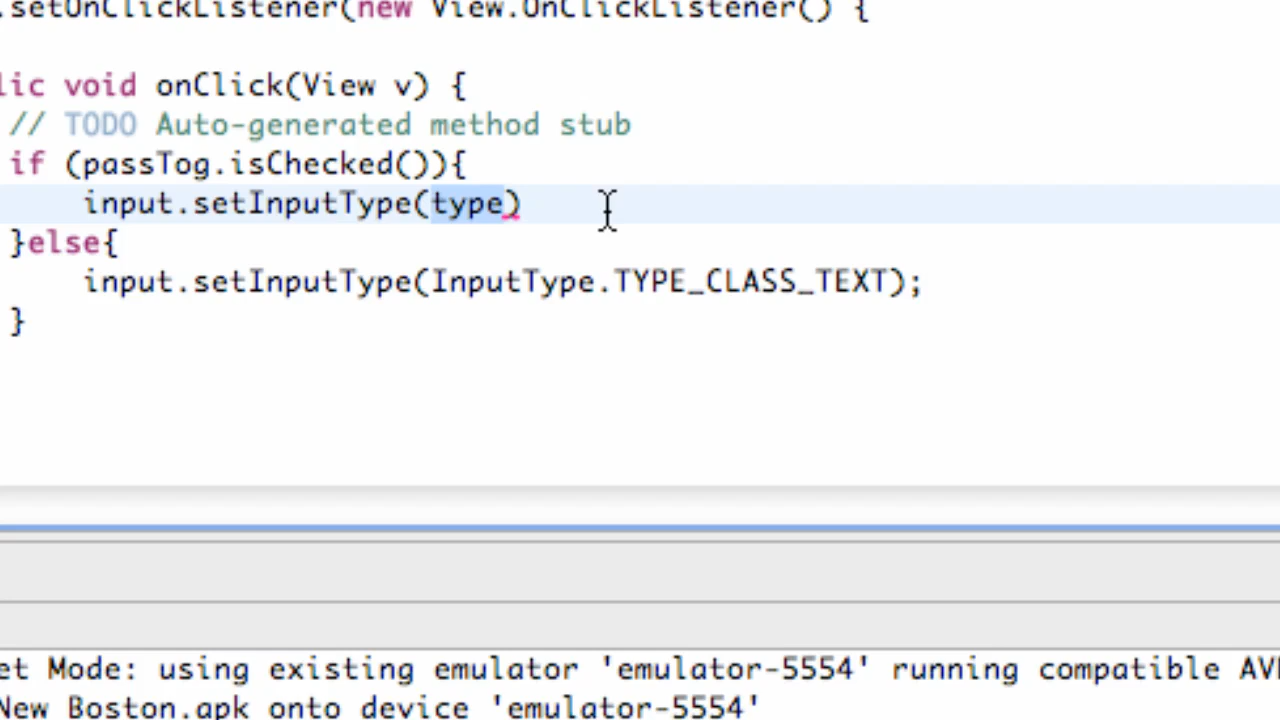 .setOnClickListener(new View.OnClickListener() {
lic void onClick(View v) {
// TODO Auto-generated method stub
if (passTog.isChecked()){
input.setInputType(type)
}else{
input.setInputType(InputType.TYPE_CLASS_TEXT);
}
et Mode: using existing emulator 'emulator-5554' running compatible AV
New Boston.apk onto device 'emulator-5554'